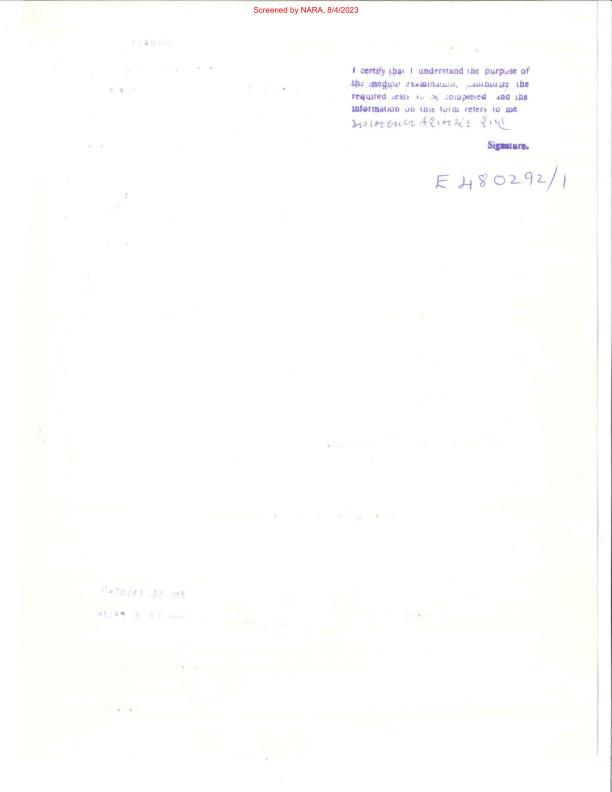 Screened by NARA, 8/4/2023
I certify that I understand the purpose of
the medical examination, authorize the
required tests to be completed and the
information on this form refers to me
Signature.
E 480292/1